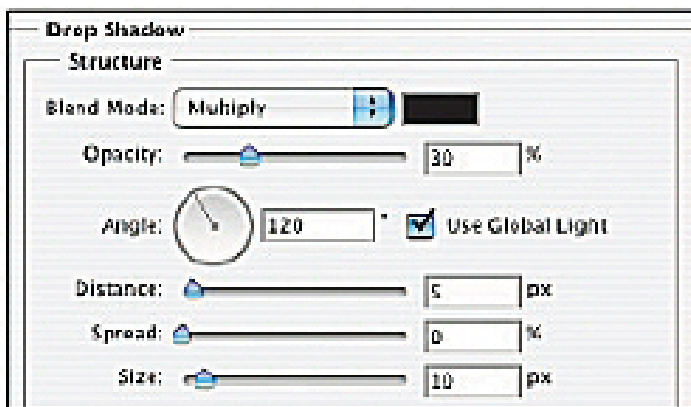 Drop Shadow
Structure
Blend Mode: Multiply
Opacity: 30 %
Angle: 120 ° Use Global Light
Distance: 5 px
Spread: 0 %
Size: 10 px